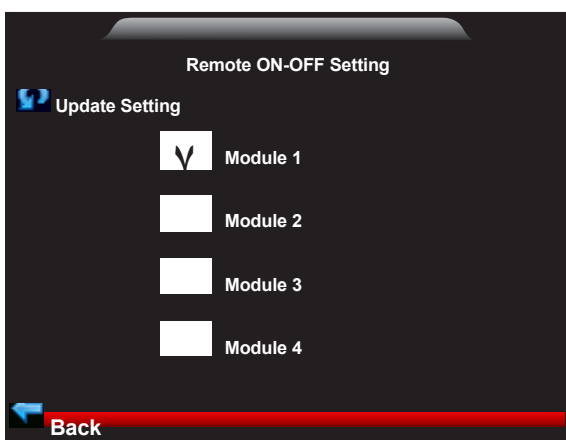 Remote ON-OFF Setting
Update Setting
Module 1
Module 2
Module 3
Module 4
Back